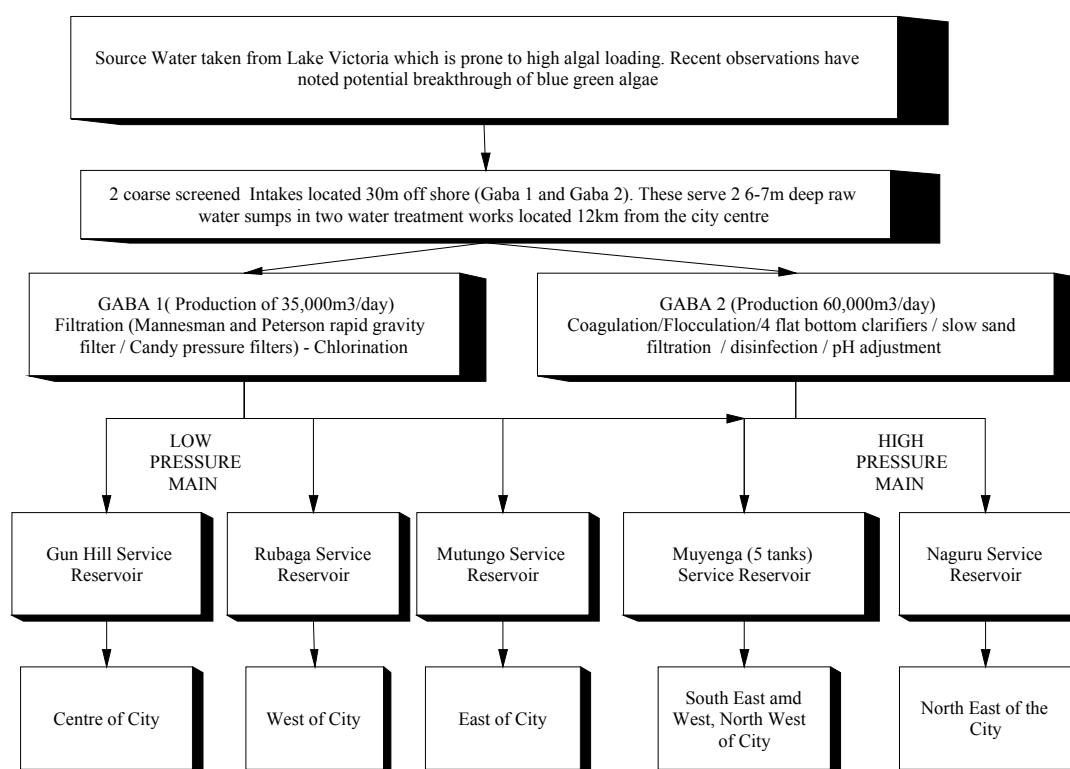 Source Water taken from Lake Victoria which is prone to high algal loading. Recent observations have
noted potential breakthrough of blue green algae
2 coarse screened Intakes located 30m off shore (Gaba 1 and Gaba 2). These serve 2 6-7m deep raw
water sumps in two water treatment works located 12km from the city centre
GABA 1( Production of 35,000m3/day)
Filtration (Mannesman and Peterson rapid gravity
filter / Candy pressure filters) - Chlorination
GABA 2 (Production 60,000m3/day)
Coagulation/Flocculation/4 flat bottom clarifiers / slow sand
filtration / disinfection / pH adjustment
LOW
PRESSURE
MAIN
HIGH
PRESSURE
MAIN
Gun Hill Service
Reservoir
Rubaga Service
Reservoir
Mutungo Service
Reservoir
Muyenga (5 tanks)
Service Reservoir
Naguru Service
Reservoir
Centre of City
West of City
East of City
South East amd
West, North West
of City
North East of the
City